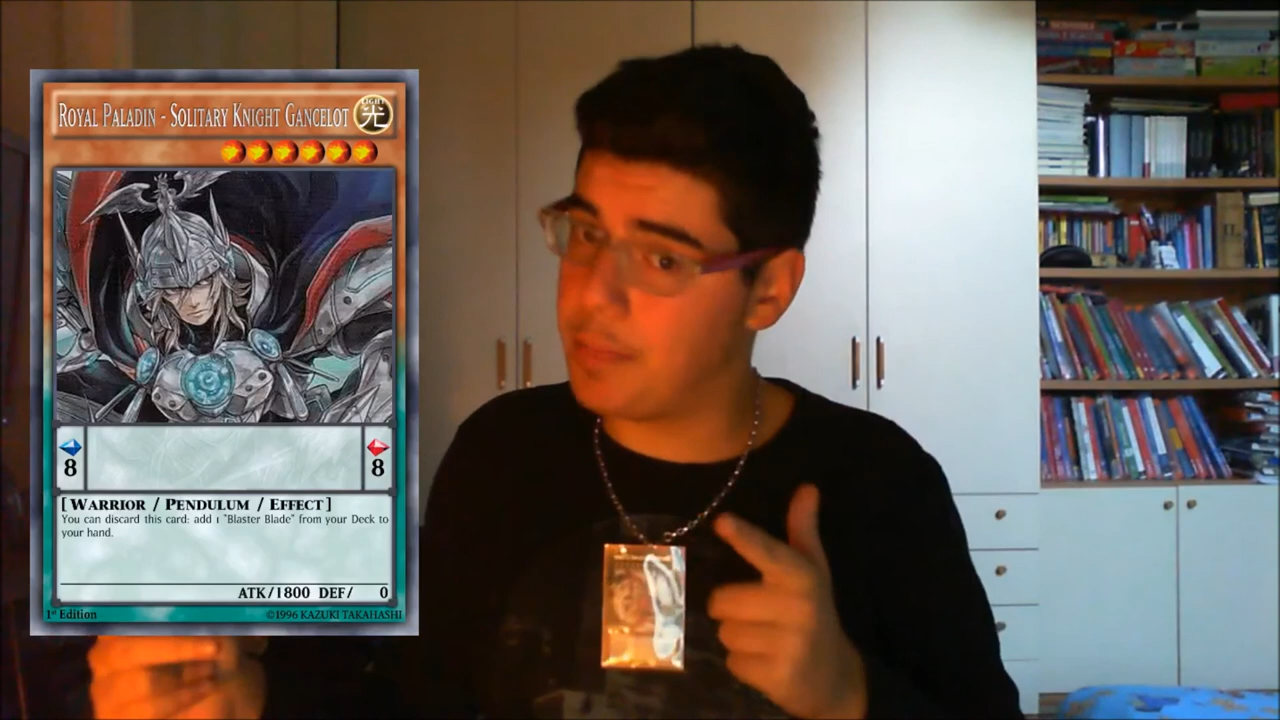 ROYAL PALADIN - SOLITARY KNIGHT GANCELOT
LIGHT
光
8
8
[ WARRIOR / PENDULUM / EFFECT ]
You can discard this card: add 1 "Blaster Blade" from your Deck to
your hand.
ATK/1800 DEF/ 0
1st Edition
©1996 KAZUKI TAKAHASHI